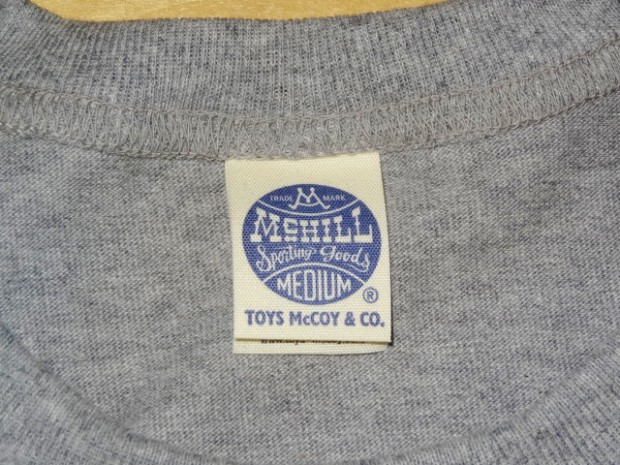 TRADE MARK
McHILL
Sporting Goods
MEDIUM
®
TOYS McCOY & CO.